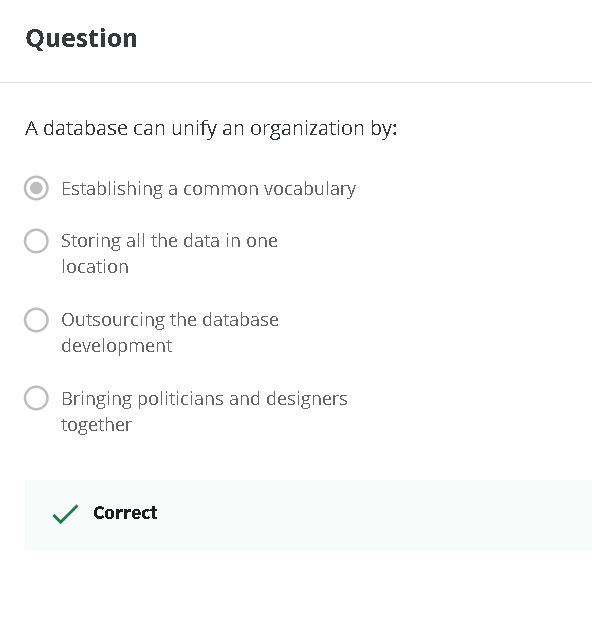 Question
A database can unify an organization by:
Establishing a common vocabulary
Storing all the data in one
location
Outsourcing the database
development
Bringing politicians and designers
together
Correct